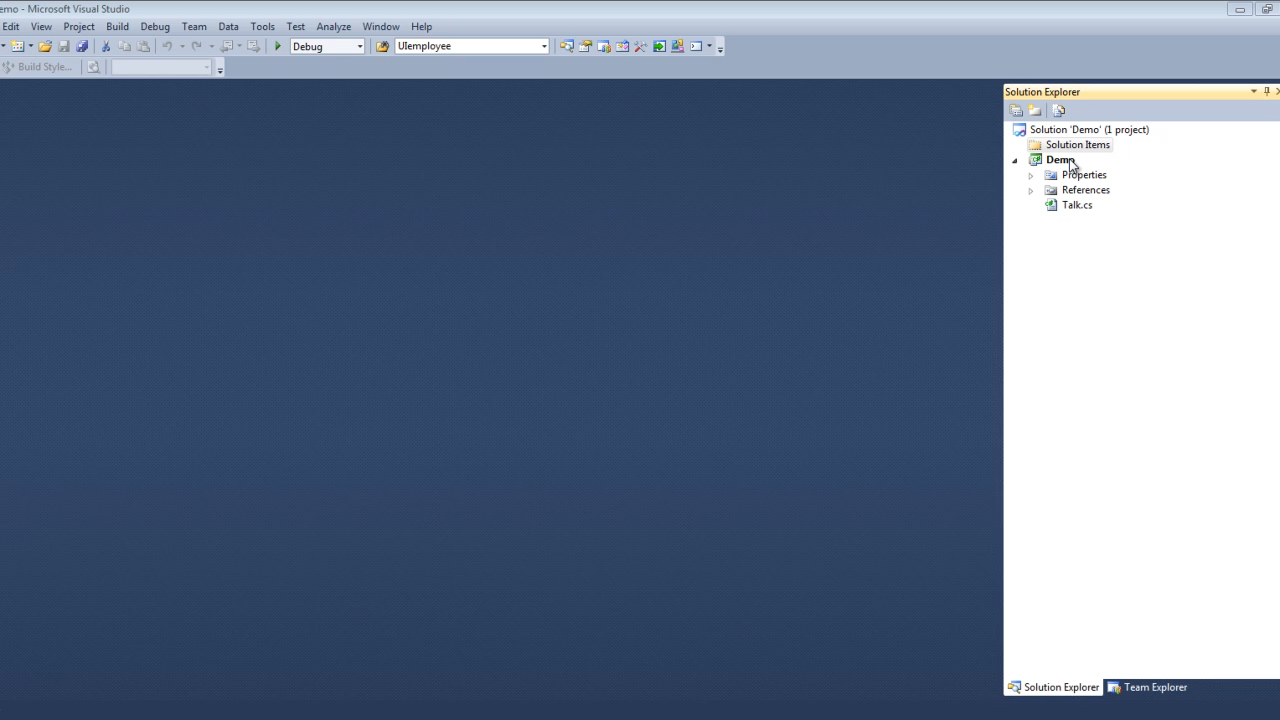 emo - Microsoft Visual Studio
Edit View Project Build Debug Team Data Tools Test Analyze Window Help
Debug UIemployee
Build Style...
Solution Explorer
Solution 'Demo' (1 project)
Solution Items
Demo
Properties
References
Talk.cs
Solution Explorer Team Explorer